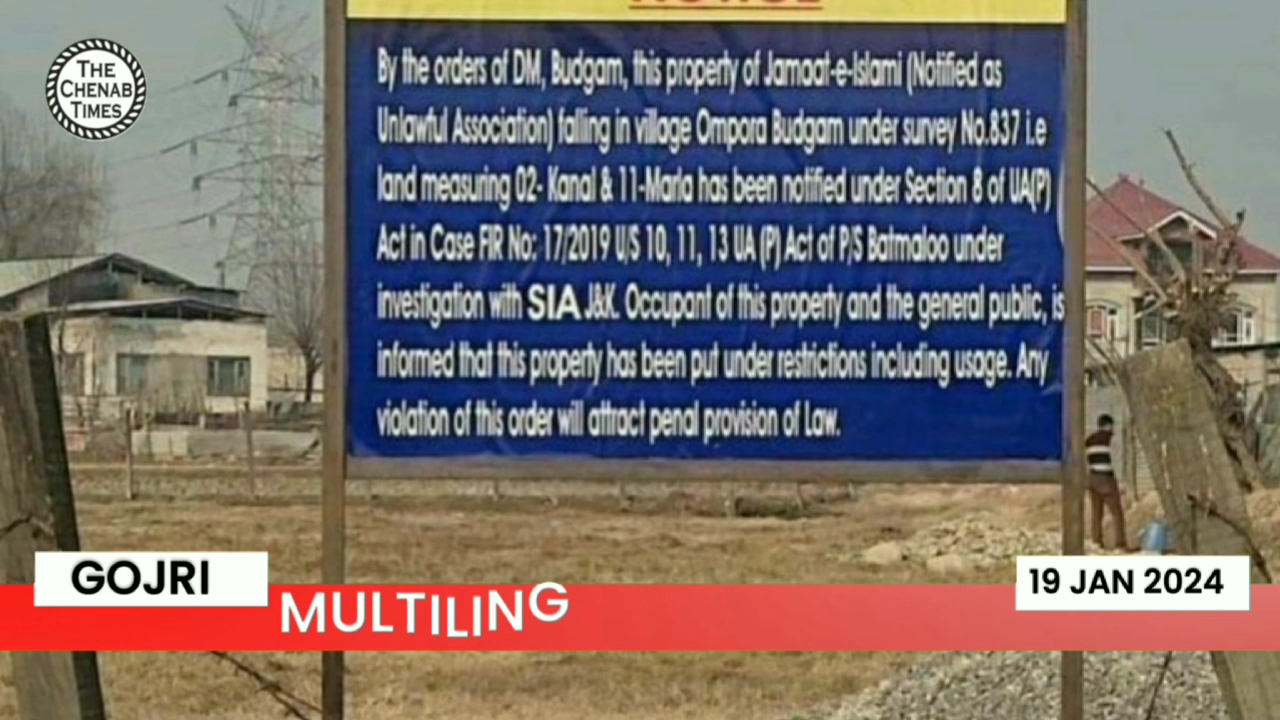 THE
CHENAB
TIMES
NOTICE
By the orders of DM, Budgam, this property of Jamaat-e-Islami (Notified as
Unlawful Association) falling in village Ompora Budgam under survey No.837 i.e
land measuring 02- Kanal & 11-Marla has been notified under Section 8 of UA(P)
Act in Case FIR No: 17/2019 U/S 10, 11, 13 UA (P) Act of P/S Batmaloo under
investigation with SIA J&K. Occupant of this property and the general public, is
informed that this property has been put under restrictions including usage. Any
violation of this order will attract penal provision of Law.
GOJRI
19 JAN 2024
MULTILING